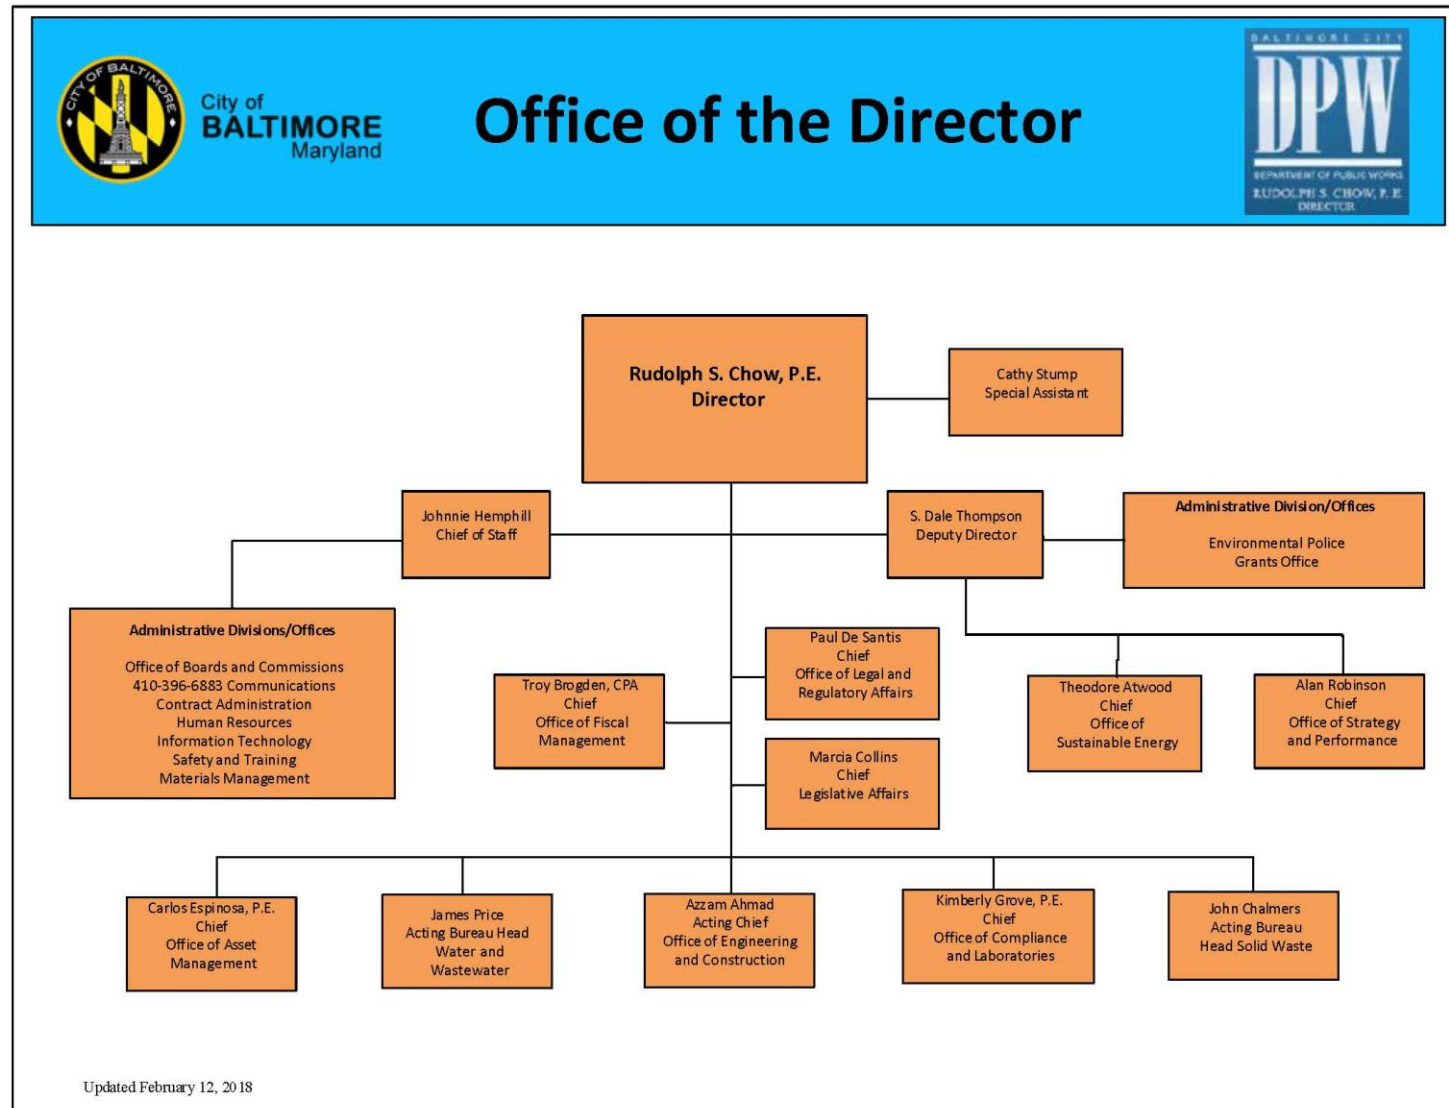 CITY OF BALTIMORE
City of
BALTIMORE
Maryland
Office of the Director
BALTIMORE CITY
DPW
DEPARTMENT OF PUBLIC WORKS
RUDOLPH S. CHOW, P. E
DIRECTOR
Rudolph S. Chow, P.E.
Director
Cathy Stump
Special Assistant
Johnnie Hemphill
Chief of Staff
S. Dale Thompson
Deputy Director
Administrative Division/Offices
Environmental Police
Grants Office
Administrative Divisions/Offices
Office of Boards and Commissions
410-396-6883 Communications
Contract Administration
Human Resources
Information Technology
Safety and Training
Materials Management
Troy Brogden, CPA
Chief
Office of Fiscal
Management
Paul De Santis
Chief
Office of Legal and
Regulatory Affairs
Marcia Collins
Chief
Legislative Affairs
Theodore Atwood
Chief
Office of
Sustainable Energy
Alan Robinson
Chief
Office of Strategy
and Performance
Carlos Espinosa, P.E.
Chief
Office of Asset
Management
James Price
Acting Bureau Head
Water and
Wastewater
Azzam Ahmad
Acting Chief
Office of Engineering
and Construction
Kimberly Grove, P.E.
Chief
Office of Compliance
and Laboratories
John Chalmers
Acting Bureau
Head Solid Waste
Updated February 12, 2018